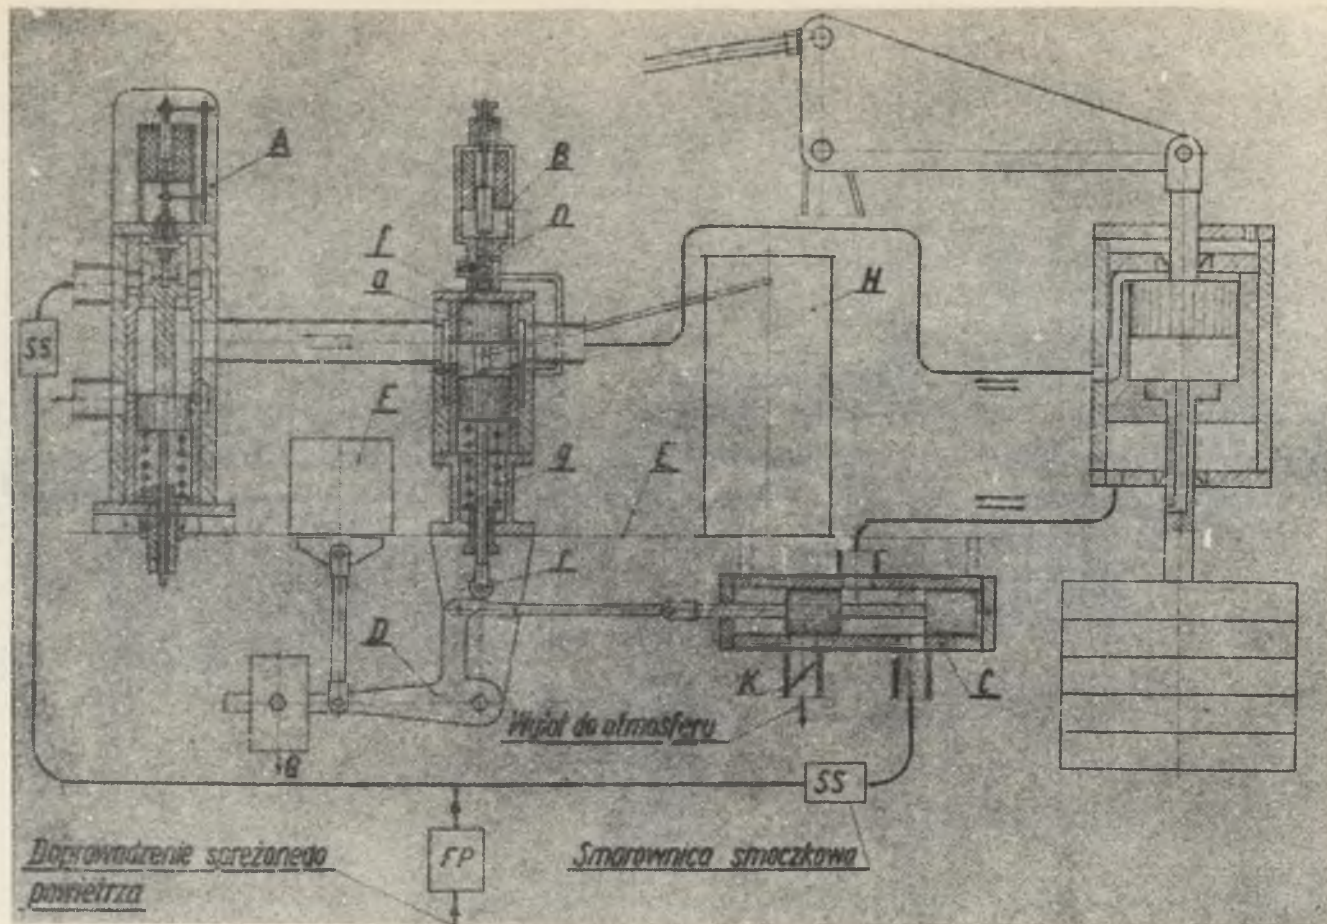 A
B
n
f
a
H
SS
F
g
E
r
D
K
C
Wylot do atmosfery
G
SS
Doprowadzenie sprężonego
powietrza
FP
Smarownica smoczkowa